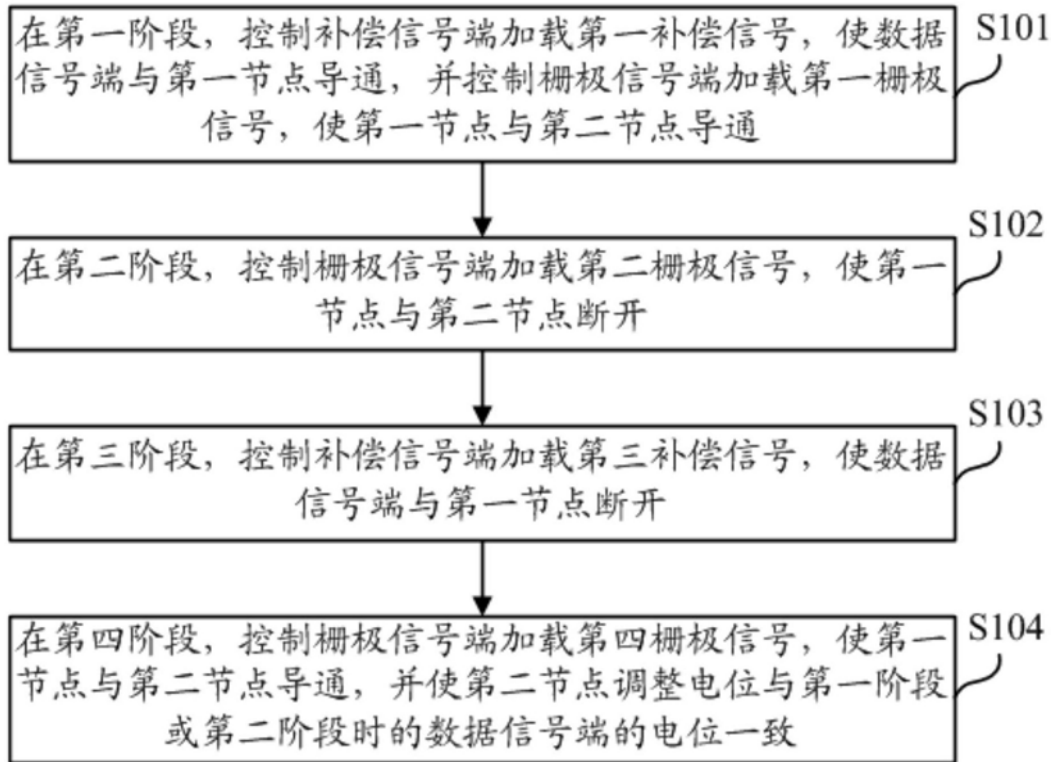 在第一阶段，控制补偿信号端加载第一补偿信号，使数据
信号端与第一节点导通，并控制栅极信号端加载第一栅极
信号，使第一节点与第二节点导通
S101
在第二阶段，控制栅极信号端加载第二栅极信号，使第一
节点与第二节点断开
S102
在第三阶段，控制补偿信号端加载第三补偿信号，使数据
信号端与第一节点断开
S103
在第四阶段，控制栅极信号端加载第四栅极信号，使第一
节点与第二节点导通，并使第二节点调整电位与第一阶段
或第二阶段时的数据信号端的电位一致
S104